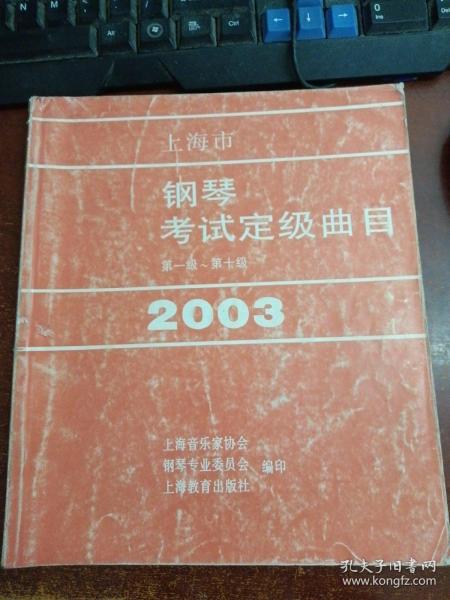 上海市
钢琴
考试定级曲目
第一级~第十级
2003
上海音乐家协会
钢琴专业委员会 编印
上海教育出版社
孔夫子旧书网
www.kongfz.com